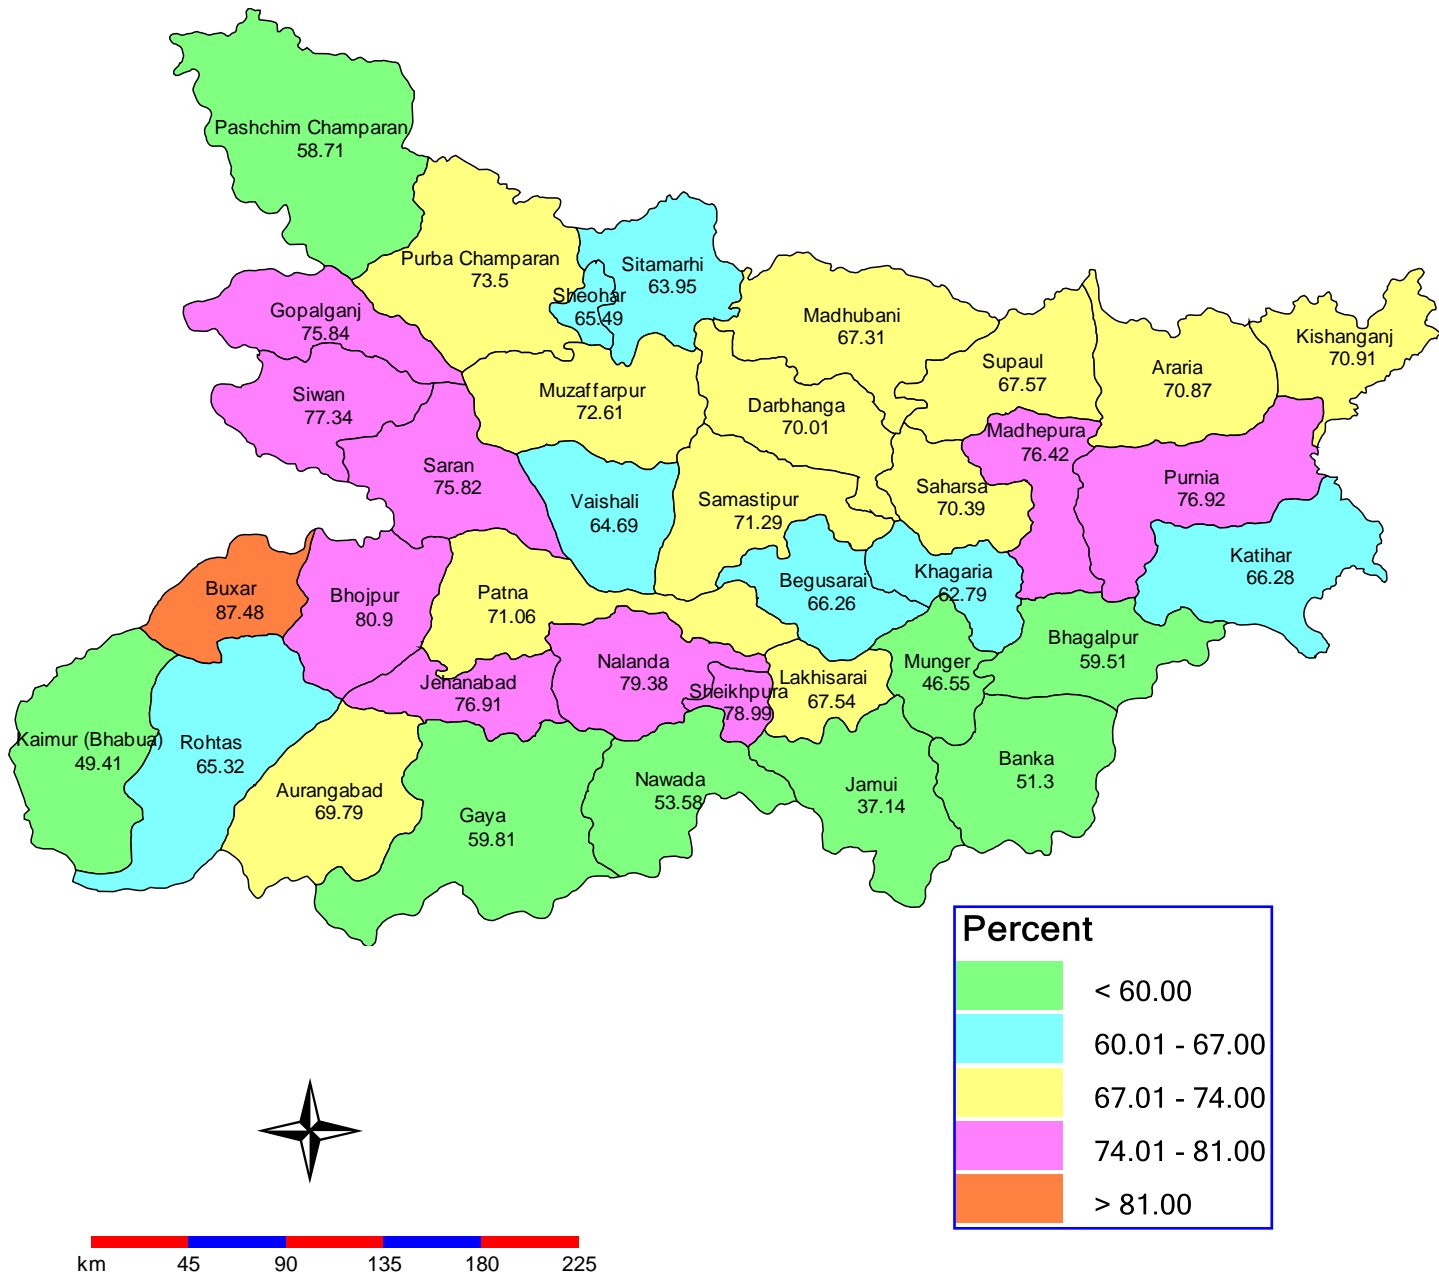 Pashchim Champaran
58.71
Purba Champaran
73.5
Sitamarhi
63.95
Sheohar
65.49
Gopalganj
75.84
Madhubani
67.31
Kishanganj
70.91
Supaul
67.57
Araria
70.87
Siwan
77.34
Muzaffarpur
72.61
Darbhanga
70.01
Madhepura
76.42
Saran
75.82
Vaishali
64.69
Samastipur
71.29
Saharsa
70.39
Purnia
76.92
Katihar
66.28
Buxar
87.48
Bhojpur
80.9
Patna
71.06
Begusarai
66.26
Khagaria
62.79
Bhagalpur
59.51
Jehanabad
76.91
Nalanda
79.38
Sheikhpura
78.99
Lakhisarai
67.54
Munger
46.55
Kaimur (Bhabua)
49.41
Rohtas
65.32
Aurangabad
69.79
Gaya
59.81
Nawada
53.58
Jamui
37.14
Banka
51.3
Percent
< 60.00
60.01 - 67.00
67.01 - 74.00
74.01 - 81.00
> 81.00
km 45 90 135 180 225